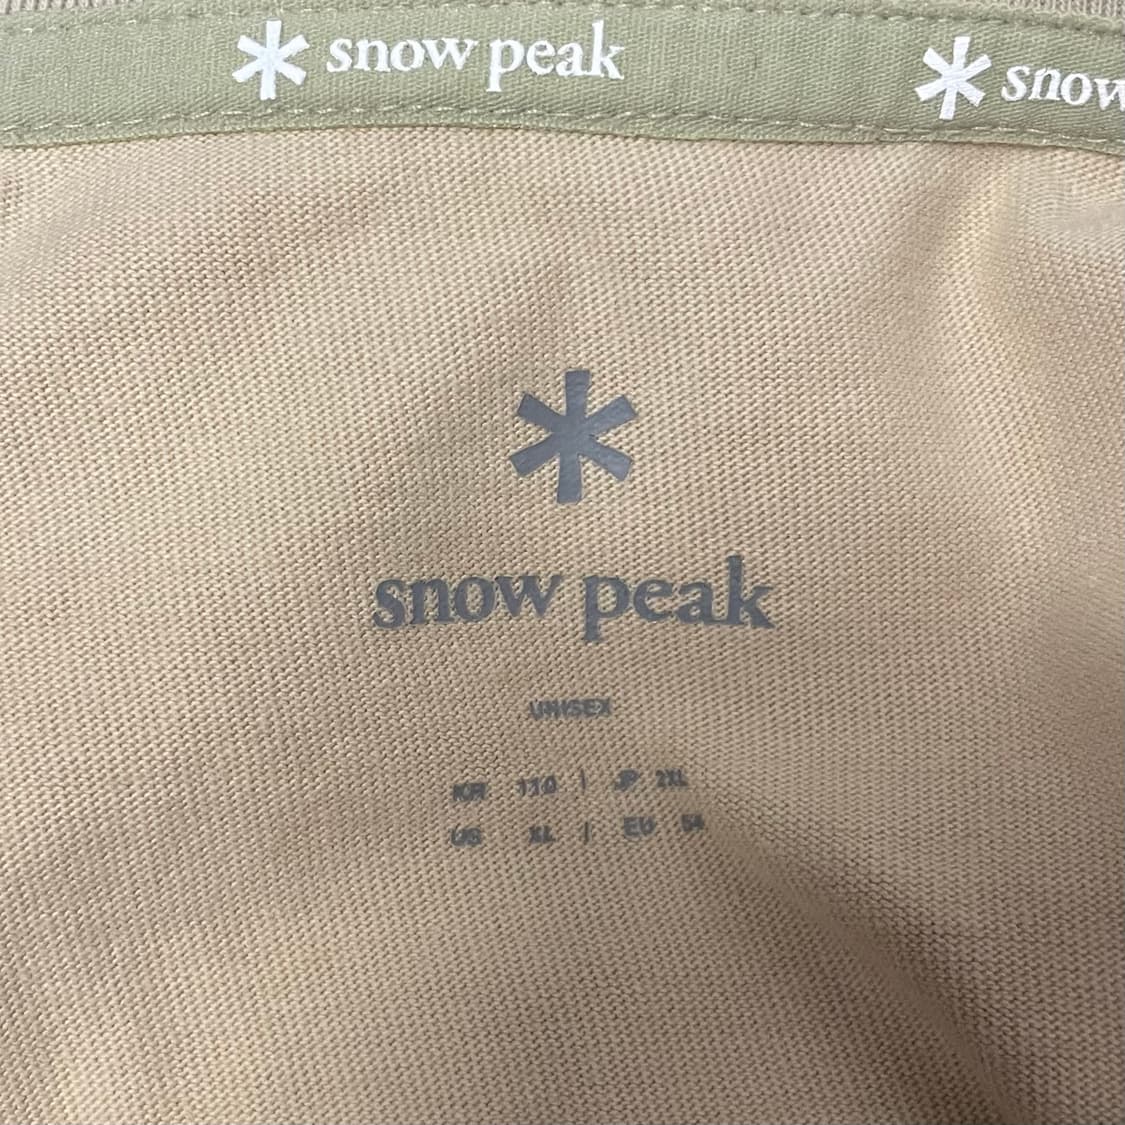 snow peak snow
snow peak
UNISEX
KR 110 | JP 2XL
US XL | EU 54